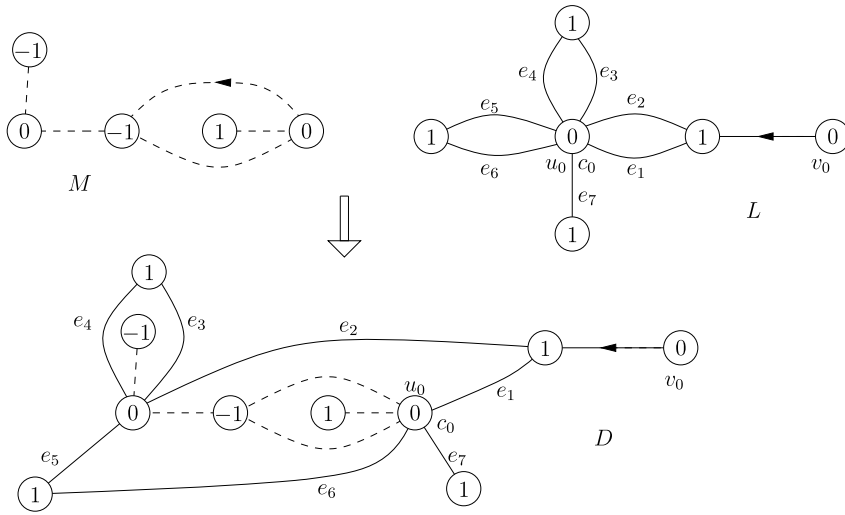 1
−1
e₄ e₃
e₅ e₂
0 −1 1 0 1 0 1 0
u₀ c₀ v₀
e₆ e₁
M e₇ L
1
1
e₄ −1 e₃ e₂
1 0
u₀ v₀
e₁
0 −1 1 0
c₀ D
e₅ e₇
e₆
1 1